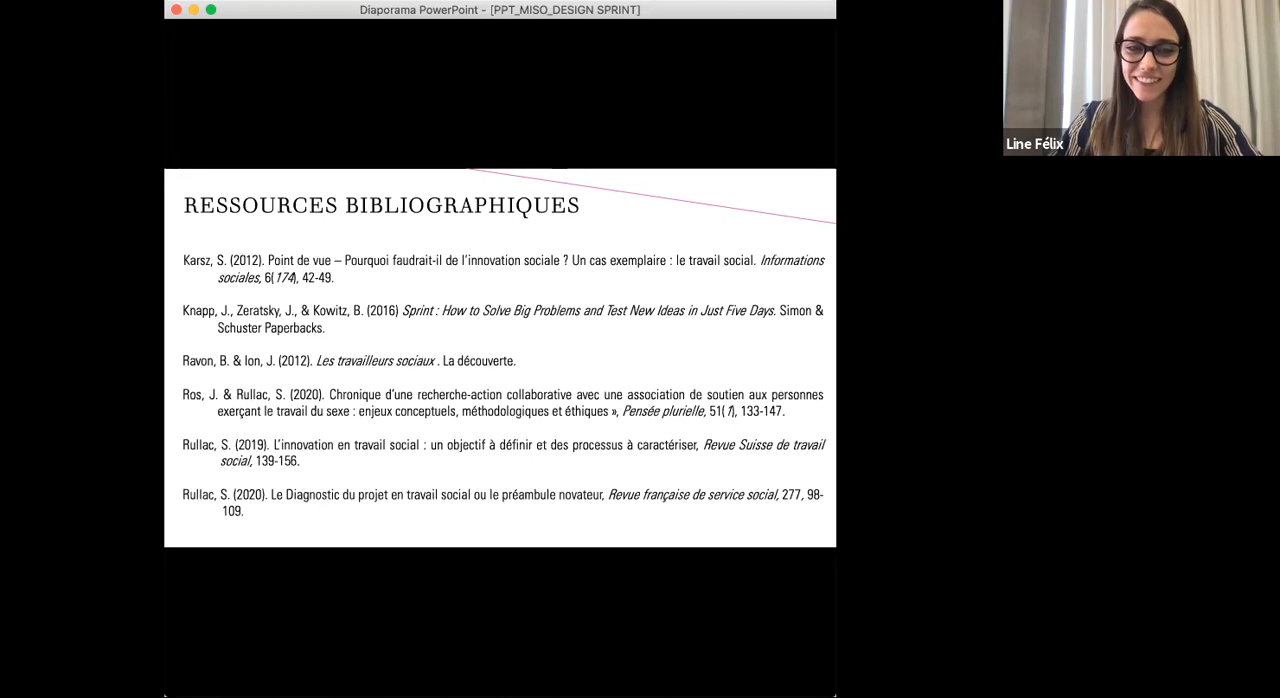 Diaporama PowerPoint - [PPT_MISO_DESIGN SPRINT]
Line Félix
RESSOURCES BIBLIOGRAPHIQUES
Karsz, S. (2012). Point de vue – Pourquoi faudrait-il de l’innovation sociale ? Un cas exemplaire : le travail social. Informations
sociales, 6(174), 42-49.
Knapp, J., Zeratsky, J., & Kowitz, B. (2016) Sprint : How to Solve Big Problems and Test New Ideas in Just Five Days. Simon &
Schuster Paperbacks.
Ravon, B. & Ion, J. (2012). Les travailleurs sociaux . La découverte.
Ros, J. & Rullac, S. (2020). Chronique d’une recherche-action collaborative avec une association de soutien aux personnes
exerçant le travail du sexe : enjeux conceptuels, méthodologiques et éthiques », Pensée plurielle, 51(1), 133-147.
Rullac, S. (2019). L’innovation en travail social : un objectif à définir et des processus à caractériser, Revue Suisse de travail
social, 139-156.
Rullac, S. (2020). Le Diagnostic du projet en travail social ou le préambule novateur, Revue française de service social, 277, 98-
109.